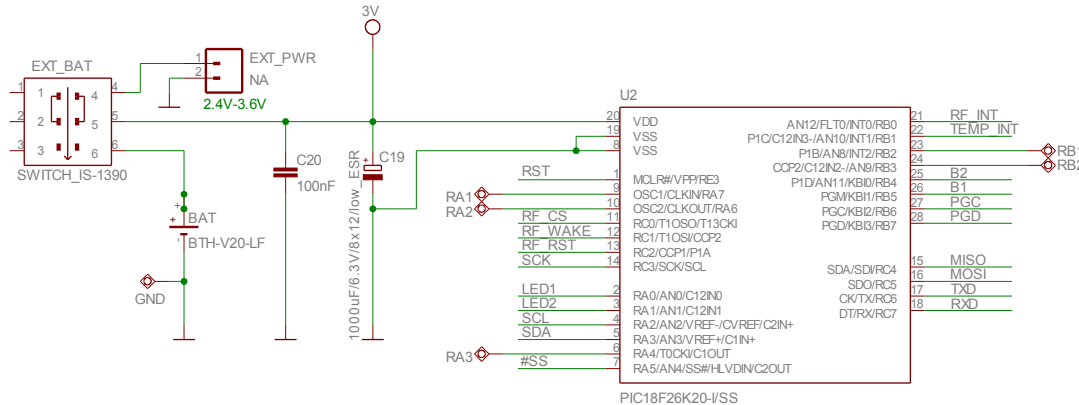 3V
EXT_BAT
1 4
2 5
3 6
1 4
2 5
3 6
SWITCH_IS-1390
EXT_PWR
1
2
NA
2.4V-3.6V
+
+
BAT
-
BTH-V20-LF
GND
C20
100nF
+
C19
1000uF/6.3V/8x12/low_ESR
U2
20 VDD
19 VSS
8 VSS
RST 1 MCLR#/VPP/RE3
RA1 9 OSC1/CLKIN/RA7
RA2 10 OSC2/CLKOUT/RA6
RF_CS 11 RC0/T1OSO/T13CKI
RF_WAKE 12 RC1/T1OSI/CCP2
RF_RST 13 RC2/CCP1/P1A
SCK 14 RC3/SCK/SCL
LED1 2 RA0/AN0/C12IN0
LED2 3 RA1/AN1/C12IN1
SCL 4 RA2/AN2/VREF-/CVREF/C2IN+
SDA 5 RA3/AN3/VREF+/C1IN+
RA3 6 RA4/T0CKI/C1OUT
#SS 7 RA5/AN4/SS#/HLVDIN/C2OUT
AN12/FLT0/INT0/RB0 21 RF_INT
P1C/C12IN3-/AN10/INT1/RB1 22 TEMP_INT
P1B/AN8/INT2/RB2 23 RB1
CCP2/C12IN2-/AN9/RB3 24 RB2
P1D/AN11/KBI0/RB4 25 B2
PGM/KBI1/RB5 26 B1
PGC/KBI2/RB6 27 PGC
PGD/KBI3/RB7 28 PGD
SDA/SDI/RC4 15 MISO
SDO/RC5 16 MOSI
CK/TX/RC6 17 TXD
DT/RX/RC7 18 RXD
PIC18F26K20-I/SS